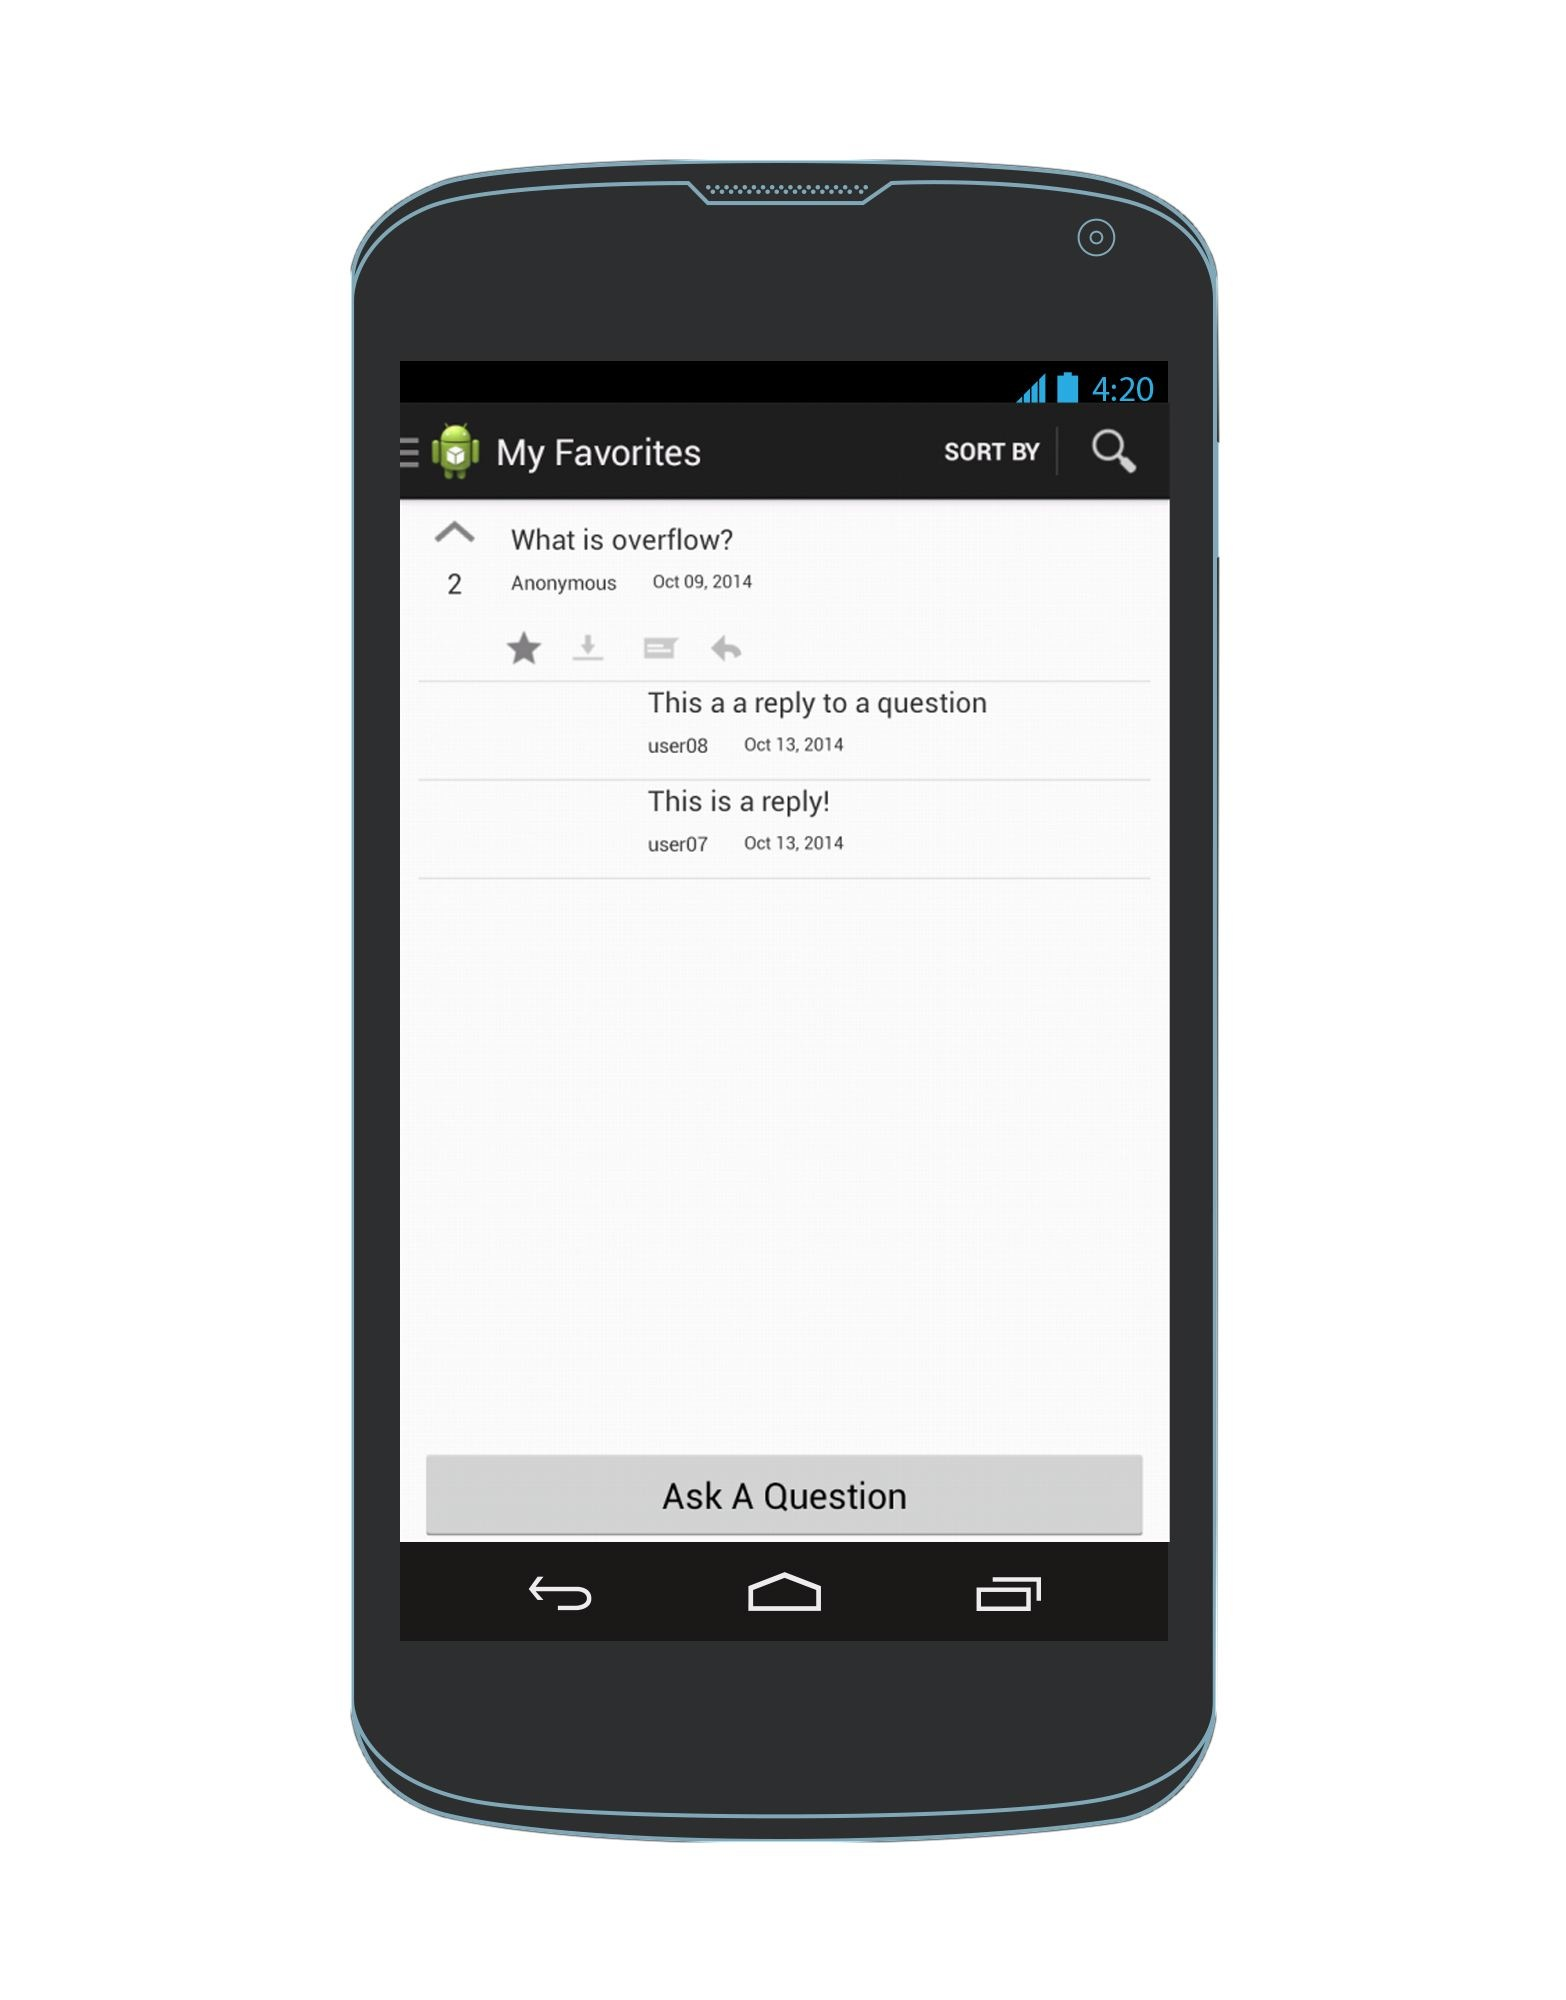 4:20
My Favorites SORT BY
What is overflow?
2 Anonymous Oct 09, 2014
This a a reply to a question
user08 Oct 13, 2014
This is a reply!
user07 Oct 13, 2014
Ask A Question